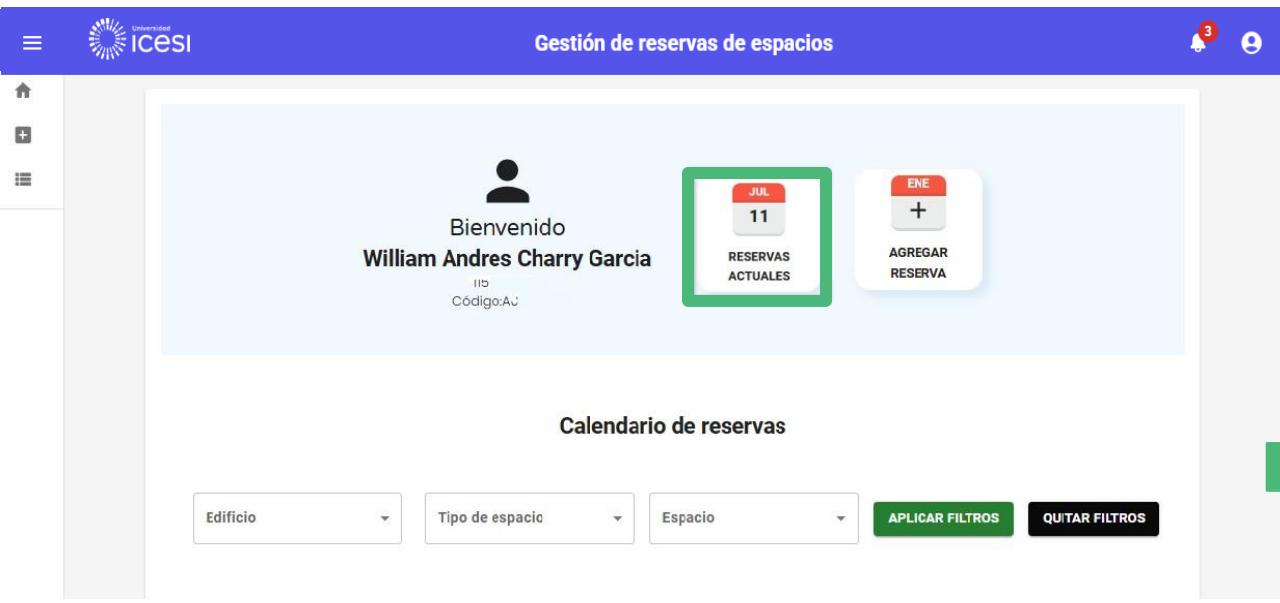 Universidad
icesi
Gestión de reservas de espacios
3
Bienvenido
William Andres Charry Garcia
Código:A
JUL
11
RESERVAS
ACTUALES
ENE
+
AGREGAR
RESERVA
Calendario de reservas
Edificio
Tipo de espacio
Espacio
APLICAR FILTROS
QUITAR FILTROS